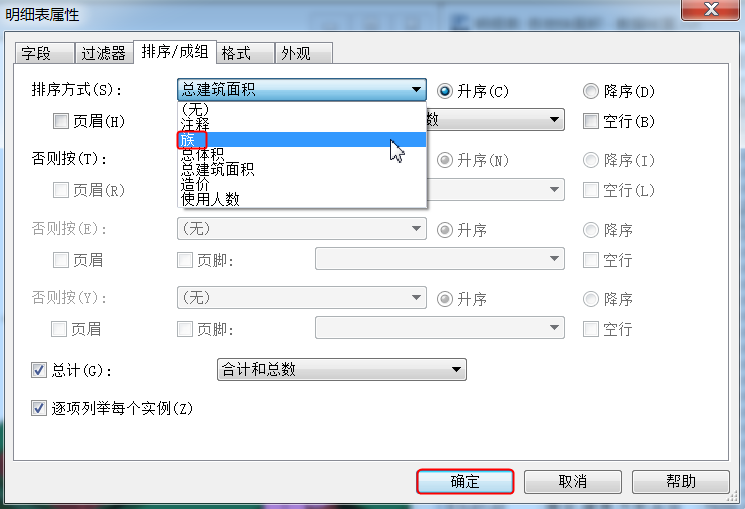 明细表属性
字段 过滤器 排序/成组 格式 外观
排序方式(S): 总建筑面积 升序(C) 降序(D)
(无)
页眉(H) 注释 数 空行(B)
族
否则按(T): 总体积 升序(N) 降序(I)
总建筑面积
页眉(R) 造价 空行(L)
使用人数
否则按(E): (无) 升序 降序
页眉 页脚: 空行
否则按(Y): (无) 升序 降序
页眉 页脚: 空行
总计(G): 合计和总数
逐项列举每个实例(Z)
确定 取消 帮助